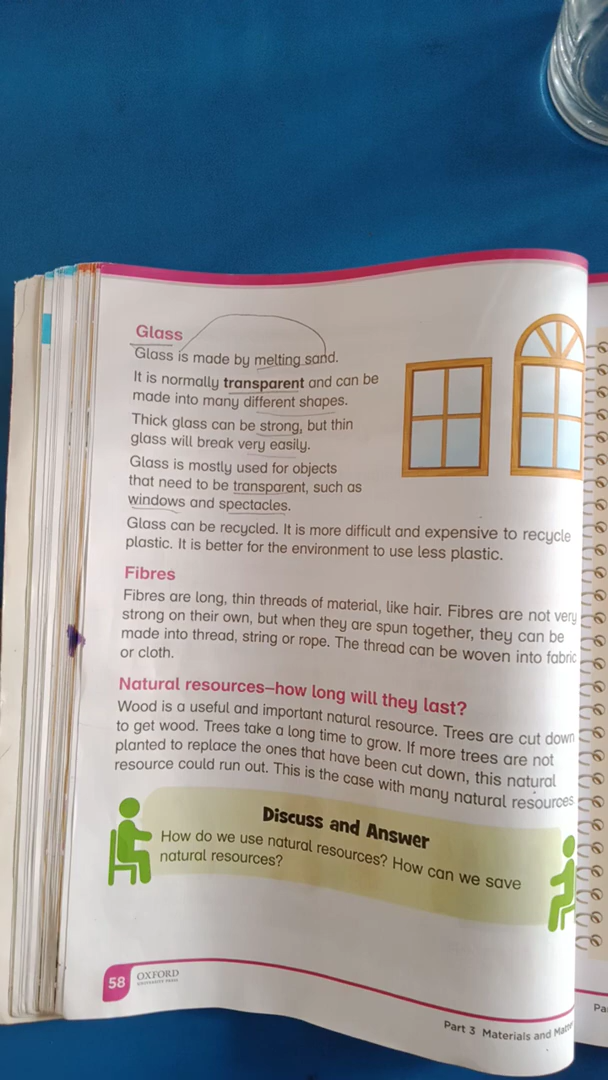 Glass
Glass is made by melting sand.
It is normally transparent and can be
made into many different shapes.
Thick glass can be strong, but thin
glass will break very easily.
Glass is mostly used for objects
that need to be transparent, such as
windows and spectacles.
Glass can be recycled. It is more difficult and expensive to recycle
plastic. It is better for the environment to use less plastic.
Fibres
Fibres are long, thin threads of material, like hair. Fibres are not very
strong on their own, but when they are spun together, they can be
made into thread, string or rope. The thread can be woven into fabric
or cloth.
Natural resources–how long will they last?
Wood is a useful and important natural resource. Trees are cut down
to get wood. Trees take a long time to grow. If more trees are not
planted to replace the ones that have been cut down, this natural
resource could run out. This is the case with many natural resources
Discuss and Answer
How do we use natural resources? How can we save
natural resources?
58
OXFORD
UNIVERSITY PRESS
Part 3 Materials and Matte
Pa